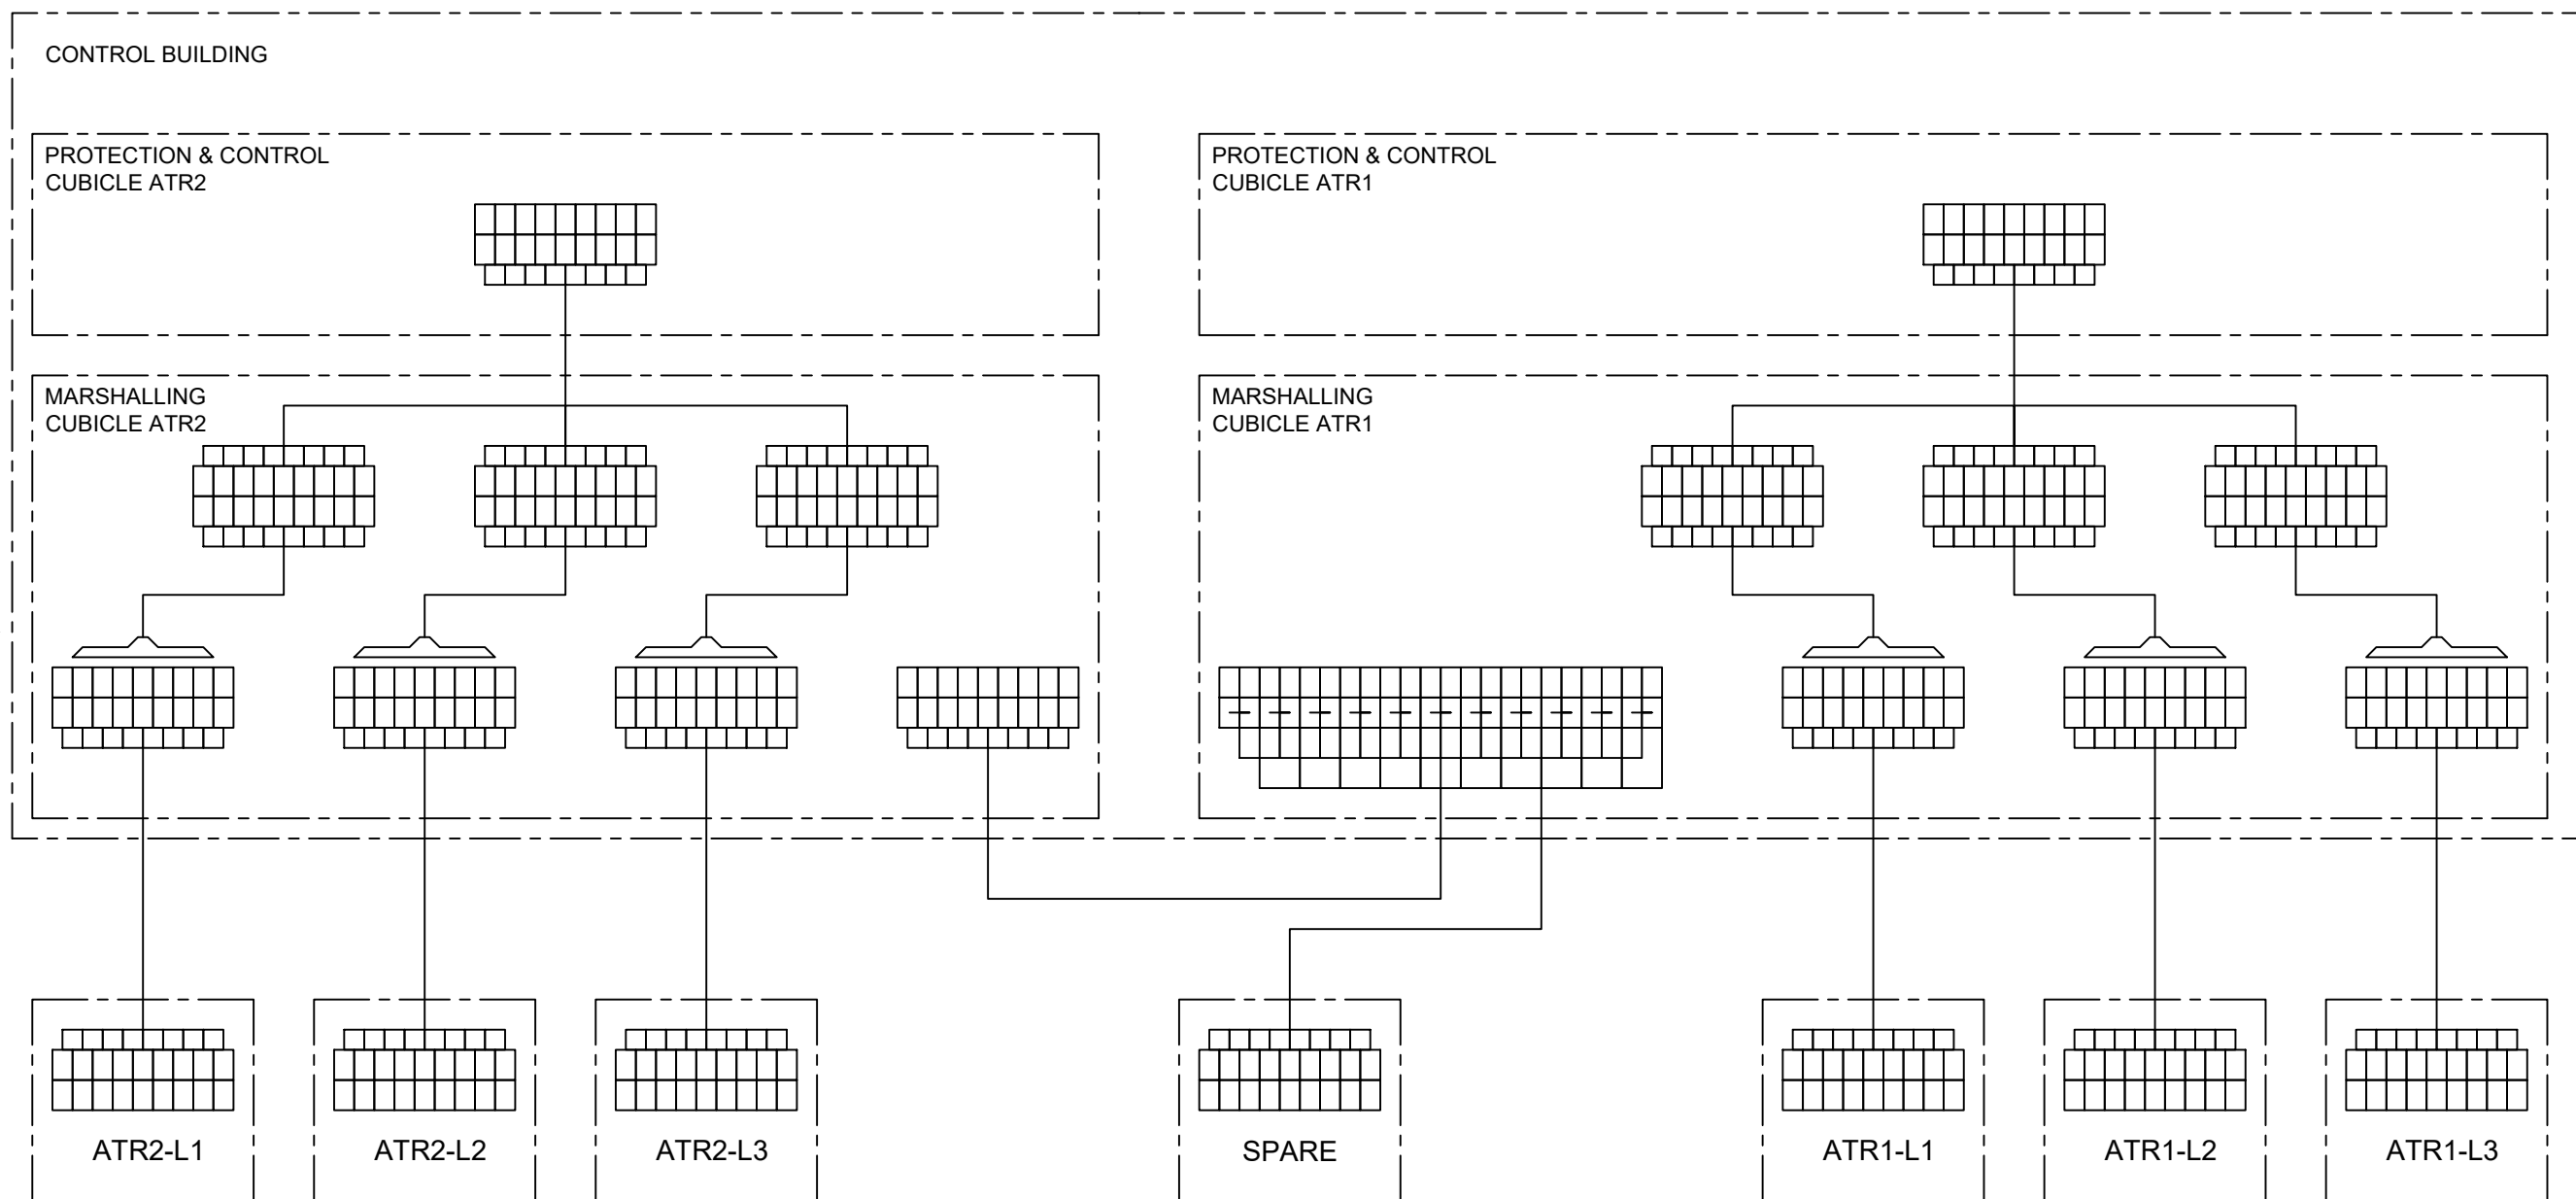 CONTROL BUILDING
PROTECTION & CONTROL
CUBICLE ATR2
PROTECTION & CONTROL
CUBICLE ATR1
MARSHALLING
CUBICLE ATR2
MARSHALLING
CUBICLE ATR1
ATR2-L1
ATR2-L2
ATR2-L3
SPARE
ATR1-L1
ATR1-L2
ATR1-L3